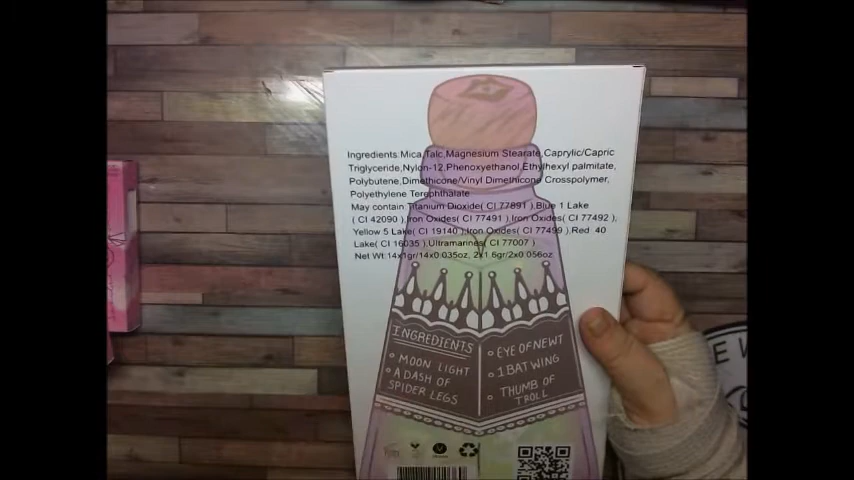 Ingredients:Mica,Talc,Magnesium Stearate,Caprylic/Capric
Triglyceride,Nylon-12,Phenoxyethanol,Ethylhexyl palmitate,
Polybutene,Dimethicone/Vinyl Dimethicone Crosspolymer,
Polyethylene Terephthalate
May contain:Titanium Dioxide( CI 77891 ),Blue 1 Lake
( CI 42090 ),Iron Oxides( CI 77491 ),Iron Oxides( CI 77492 ),
Yellow 5 Lake( CI 19140 ),Iron Oxides( CI 77499 ),Red 40
Lake( CI 16035 ),Ultramarines( CI 77007 )
Net Wt.14x1gr/14x0.035oz, 2x1.6gr/2x0.056oz
INGREDIENTS
MOON LIGHT
A DASH OF
SPIDER LEGS
EYE OF NEWT
1 BAT WING
THUMB OF
TROLL
E W